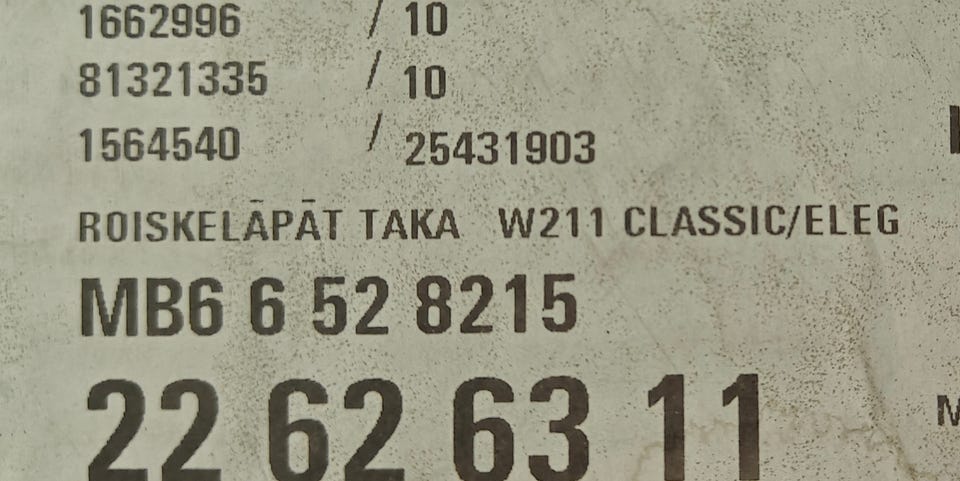 1662996 / 10
81321335 / 10
1564540 / 25431903
ROISKELÄPÄT TAKA W211 CLASSIC/ELEG
MB6 6 52 8215
22 62 63 11